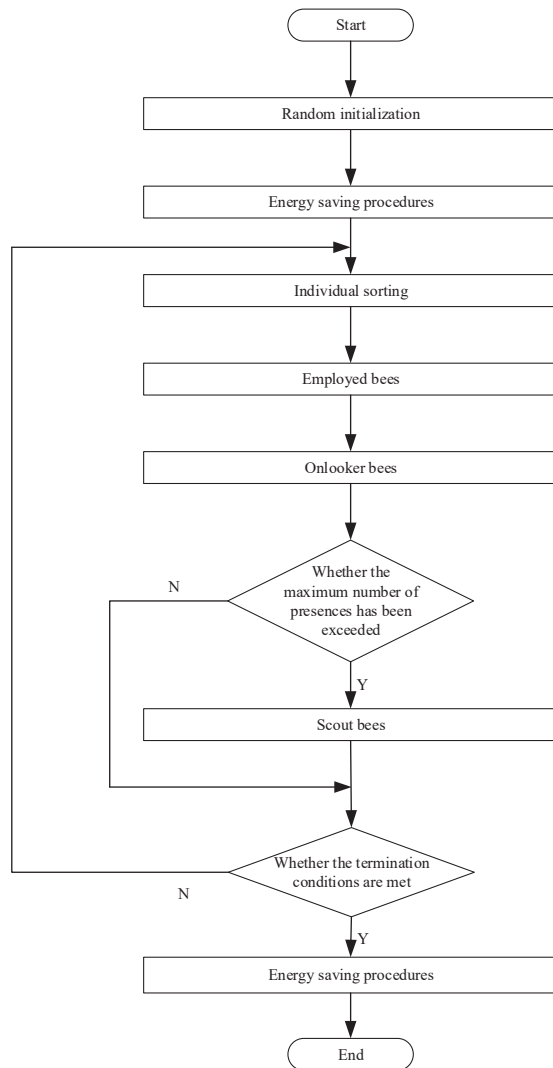 Start
Random initialization
Energy saving procedures
Individual sorting
Employed bees
Onlooker bees
Whether the
maximum number of
presences has been
exceeded
N
Y
Scout bees
Whether the termination
conditions are met
N
Y
Energy saving procedures
End